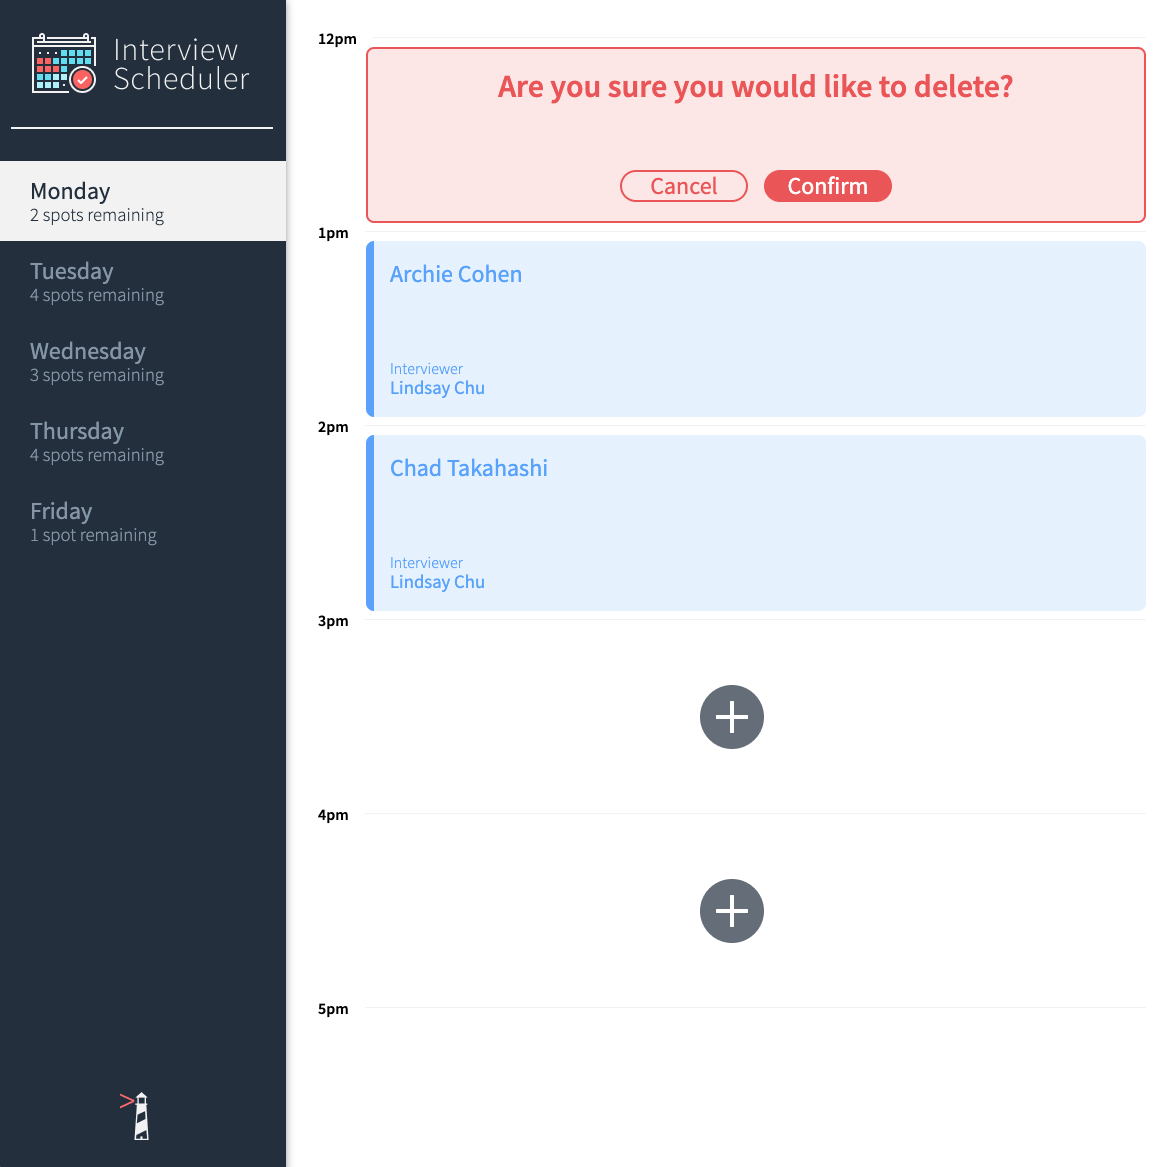 Interview
Scheduler
Monday
2 spots remaining
Tuesday
4 spots remaining
Wednesday
3 spots remaining
Thursday
4 spots remaining
Friday
1 spot remaining
12pm
Are you sure you would like to delete?
Cancel
Confirm
1pm
Archie Cohen
Interviewer
Lindsay Chu
2pm
Chad Takahashi
Interviewer
Lindsay Chu
3pm
4pm
5pm